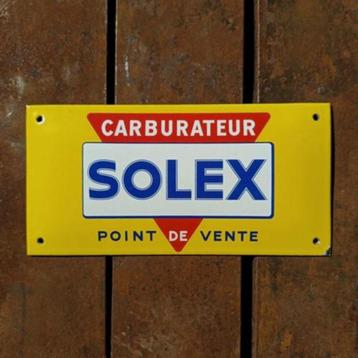 CARBURATEUR
SOLEX
POINT DE VENTE